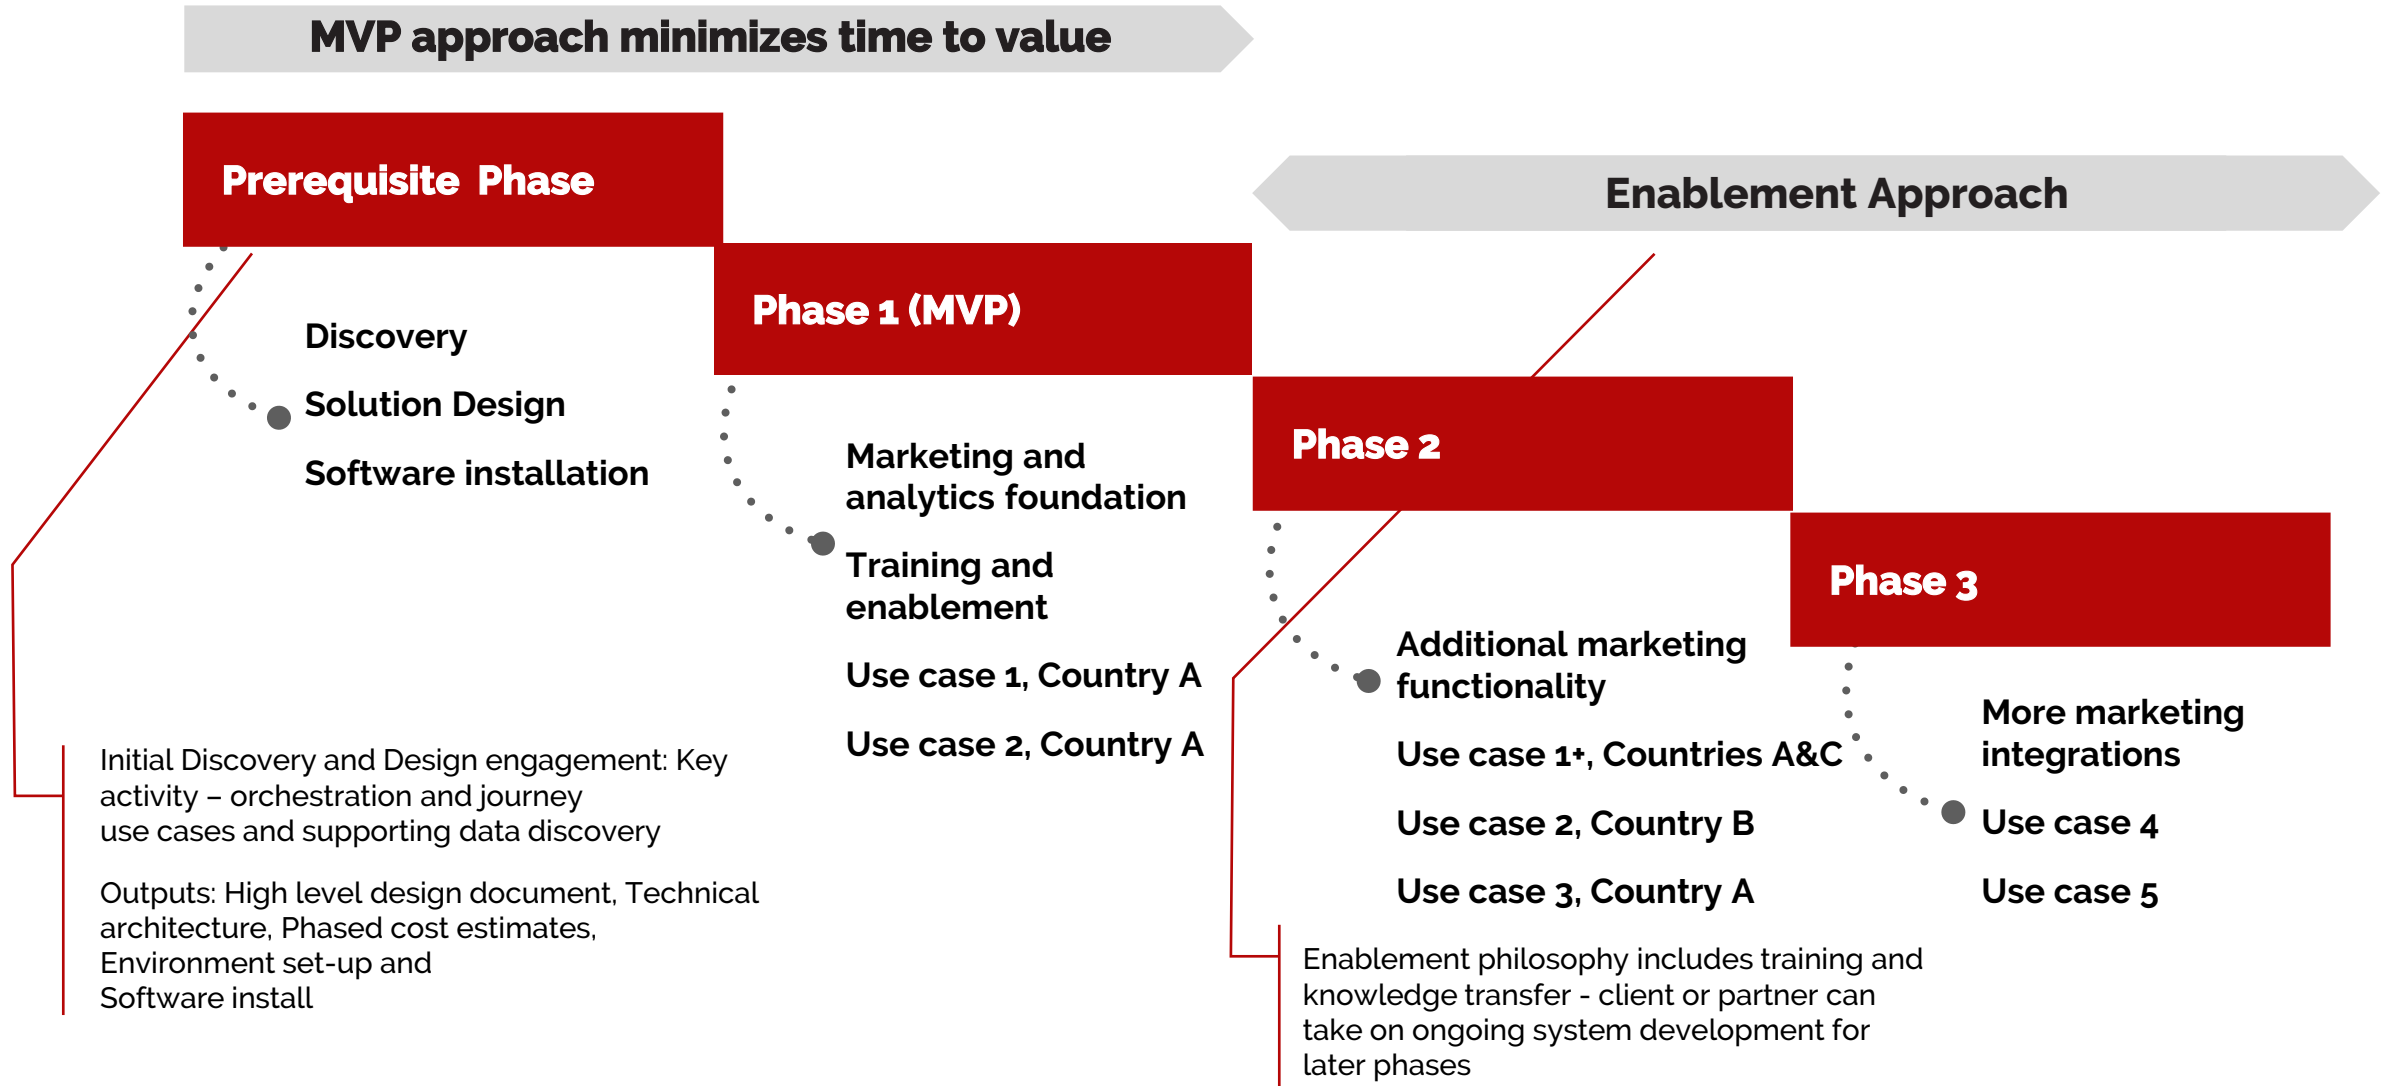 MVP approach minimizes time to value
Prerequisite Phase
Enablement Approach
Phase 1 (MVP)
Discovery
Solution Design
Software installation
Phase 2
Marketing and
analytics foundation
Training and
enablement
Use case 1, Country A
Use case 2, Country A
Phase 3
Additional marketing
functionality
Use case 1+, Countries A&C
Use case 2, Country B
Use case 3, Country A
More marketing
integrations
Use case 4
Use case 5
Initial Discovery and Design engagement: Key
activity – orchestration and journey
use cases and supporting data discovery
Outputs: High level design document, Technical
architecture, Phased cost estimates,
Environment set-up and
Software install
Enablement philosophy includes training and
knowledge transfer - client or partner can
take on ongoing system development for
later phases